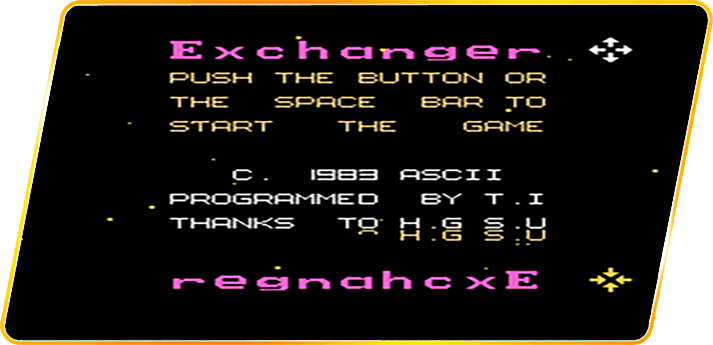 Exchanger
PUSH THE BUTTON OR
THE SPACE BAR TO
START THE GAME
C. 1983 ASCII
PROGRAMMED BY T.I
THANKS TO H.G S.U
H.G S.U
regnahcxE